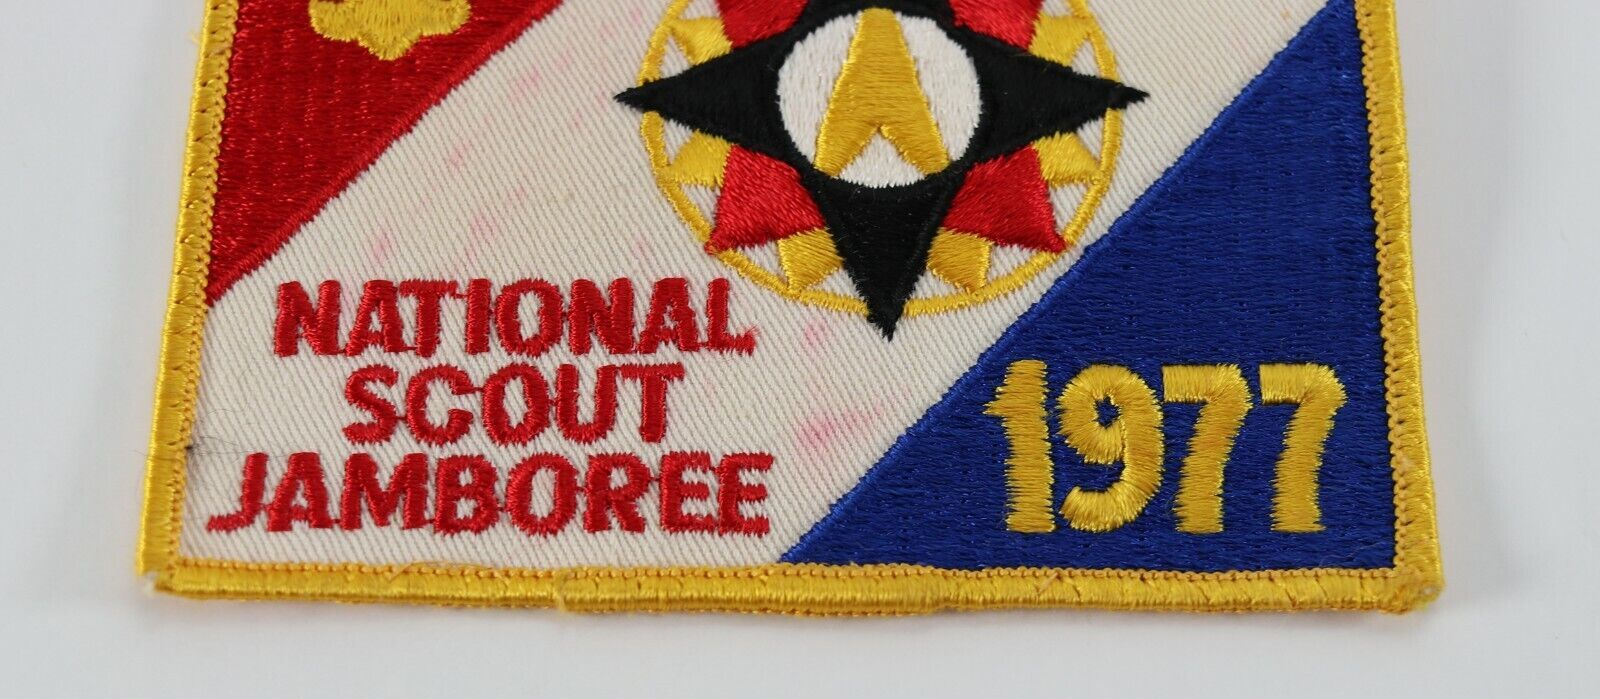 NATIONAL
SCOUT
JAMBOREE
1977